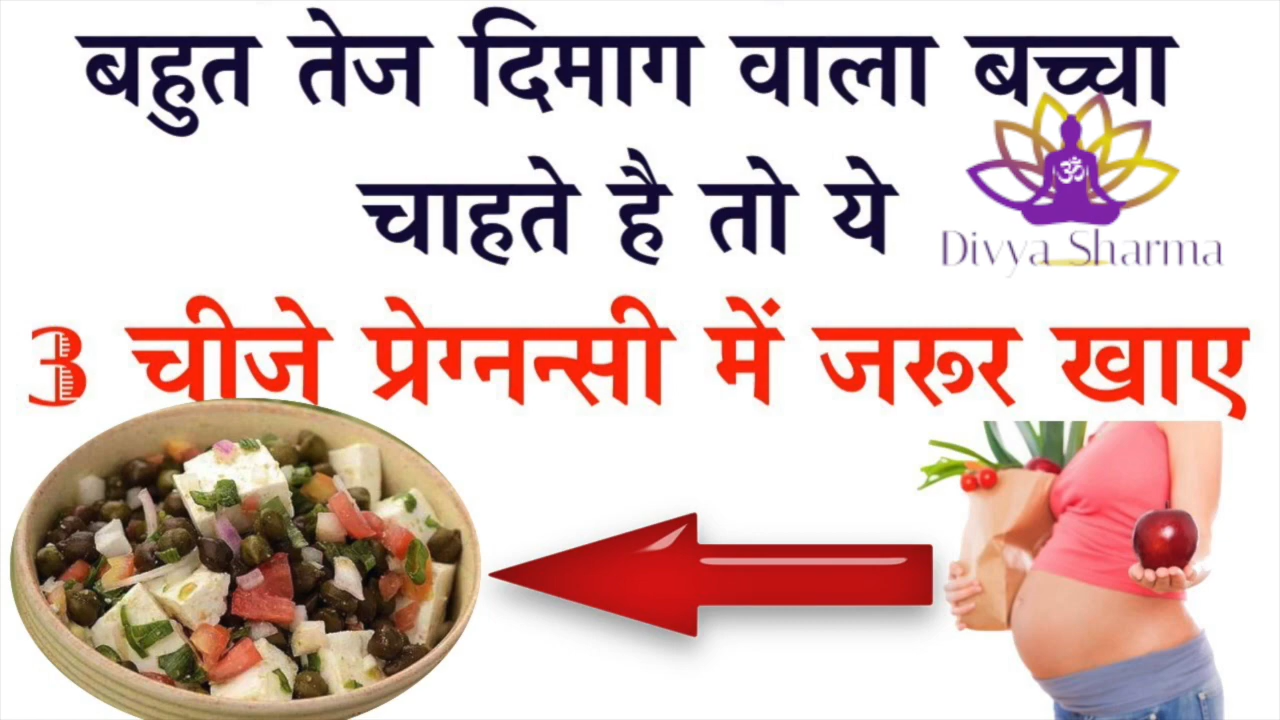 बहुत तेज दिमाग वाला बच्चा
चाहते है तो ये
ॐ
Divya Sharma
3 चीजे प्रेग्नन्सी में जरूर खाए